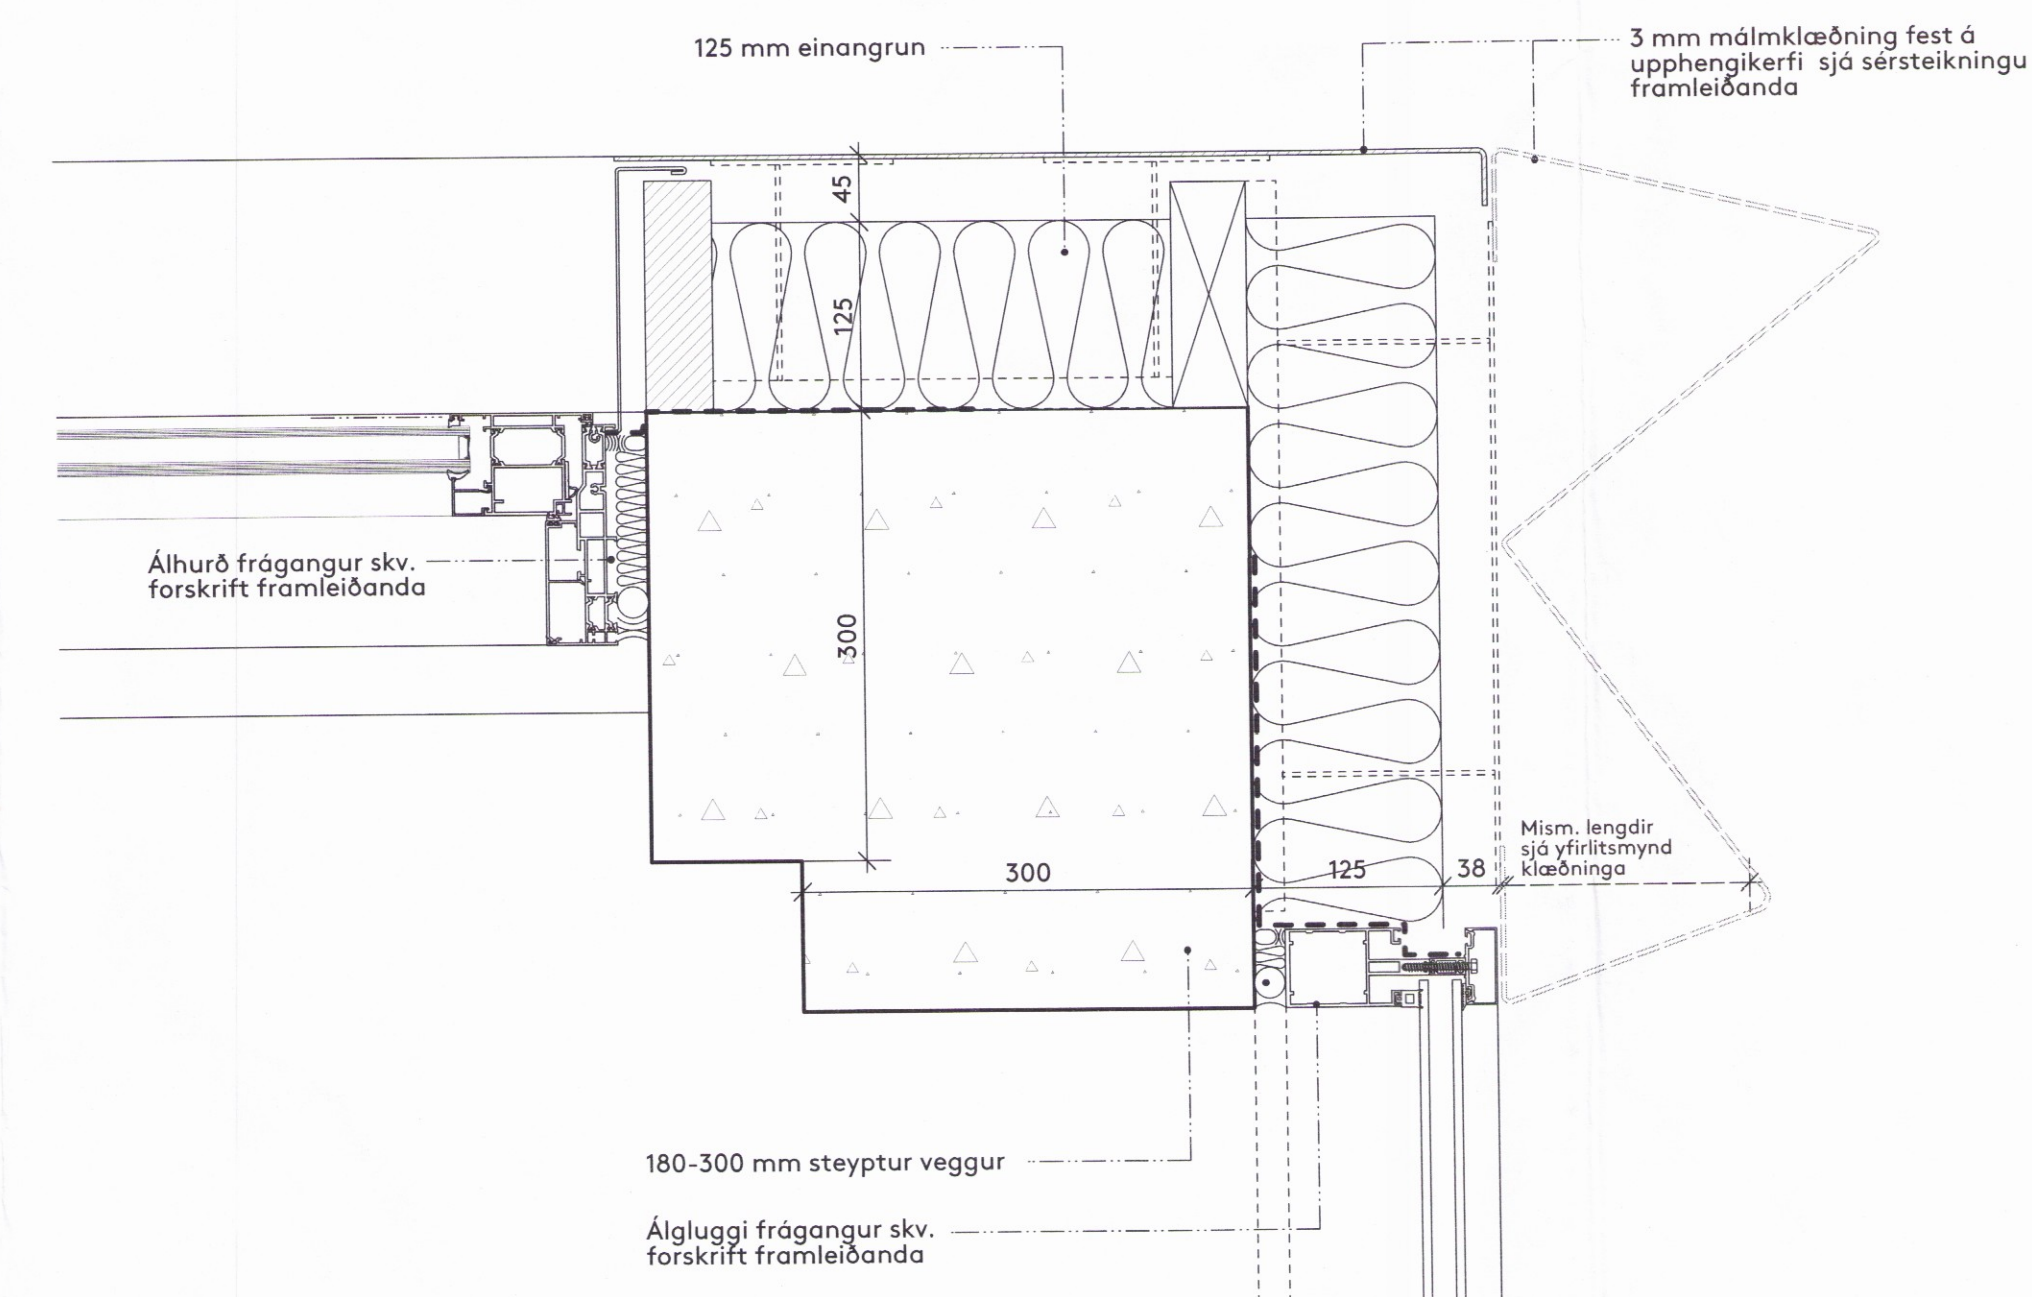 125 mm einangrun
3 mm málmklæðning fest á
upphengikerfi sjá sérsteikningu
framleiðanda
45
125
Álhurð frágangur skv.
forskrift framleiðanda
300
Mism. lengdir
sjá yfirlitsmynd
klæðninga
300
125
38
180-300 mm steyptur veggur
Álgluggi frágangur skv.
forskrift framleiðanda